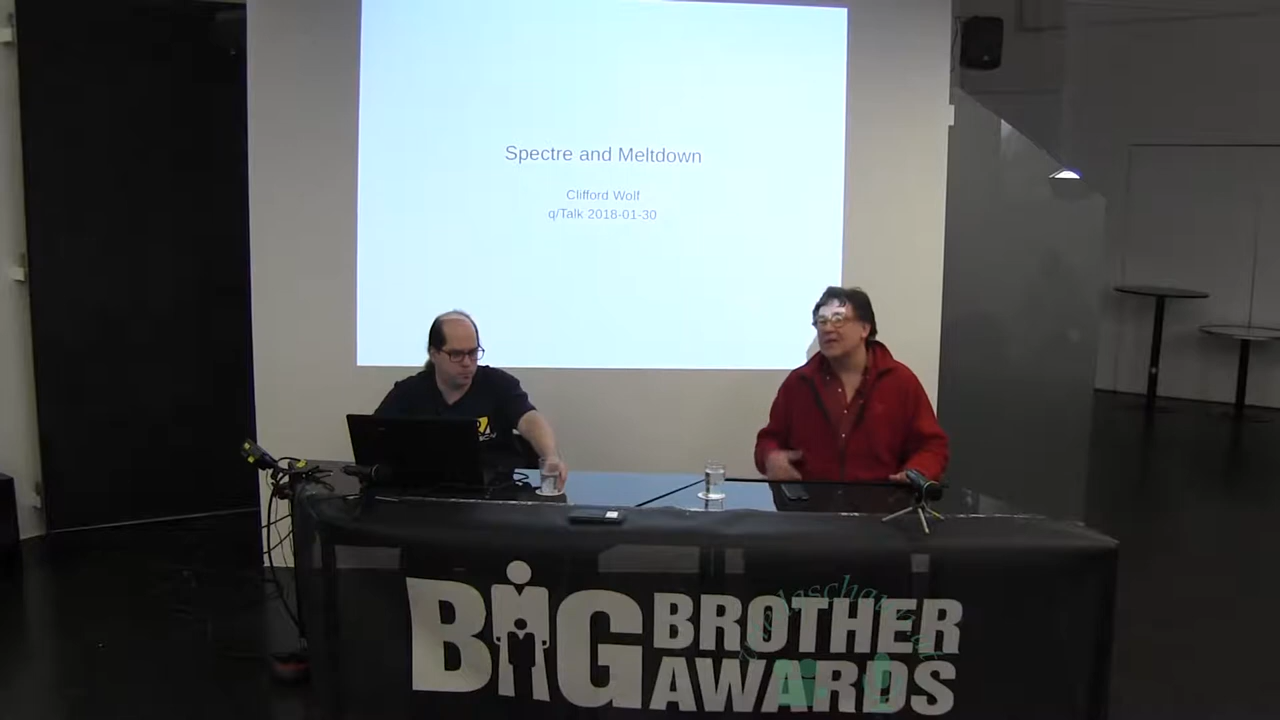 Spectre and Meltdown
Clifford Wolf
q/Talk 2018-01-30
BIG
BROTHER
AWARDS